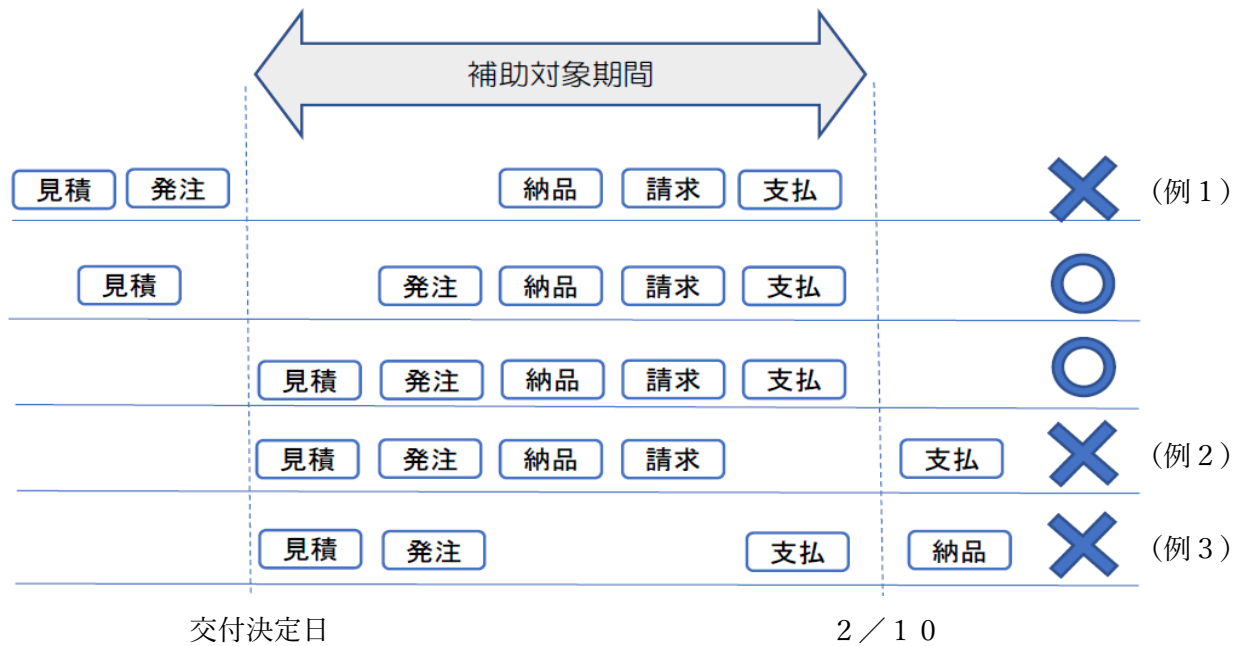 補助対象期間
見積 発注 納品 請求 支払 (例１)
見積 発注 納品 請求 支払
見積 発注 納品 請求 支払
見積 発注 納品 請求 支払 (例２)
見積 発注 支払 納品 (例３)
交付決定日 ２／１０